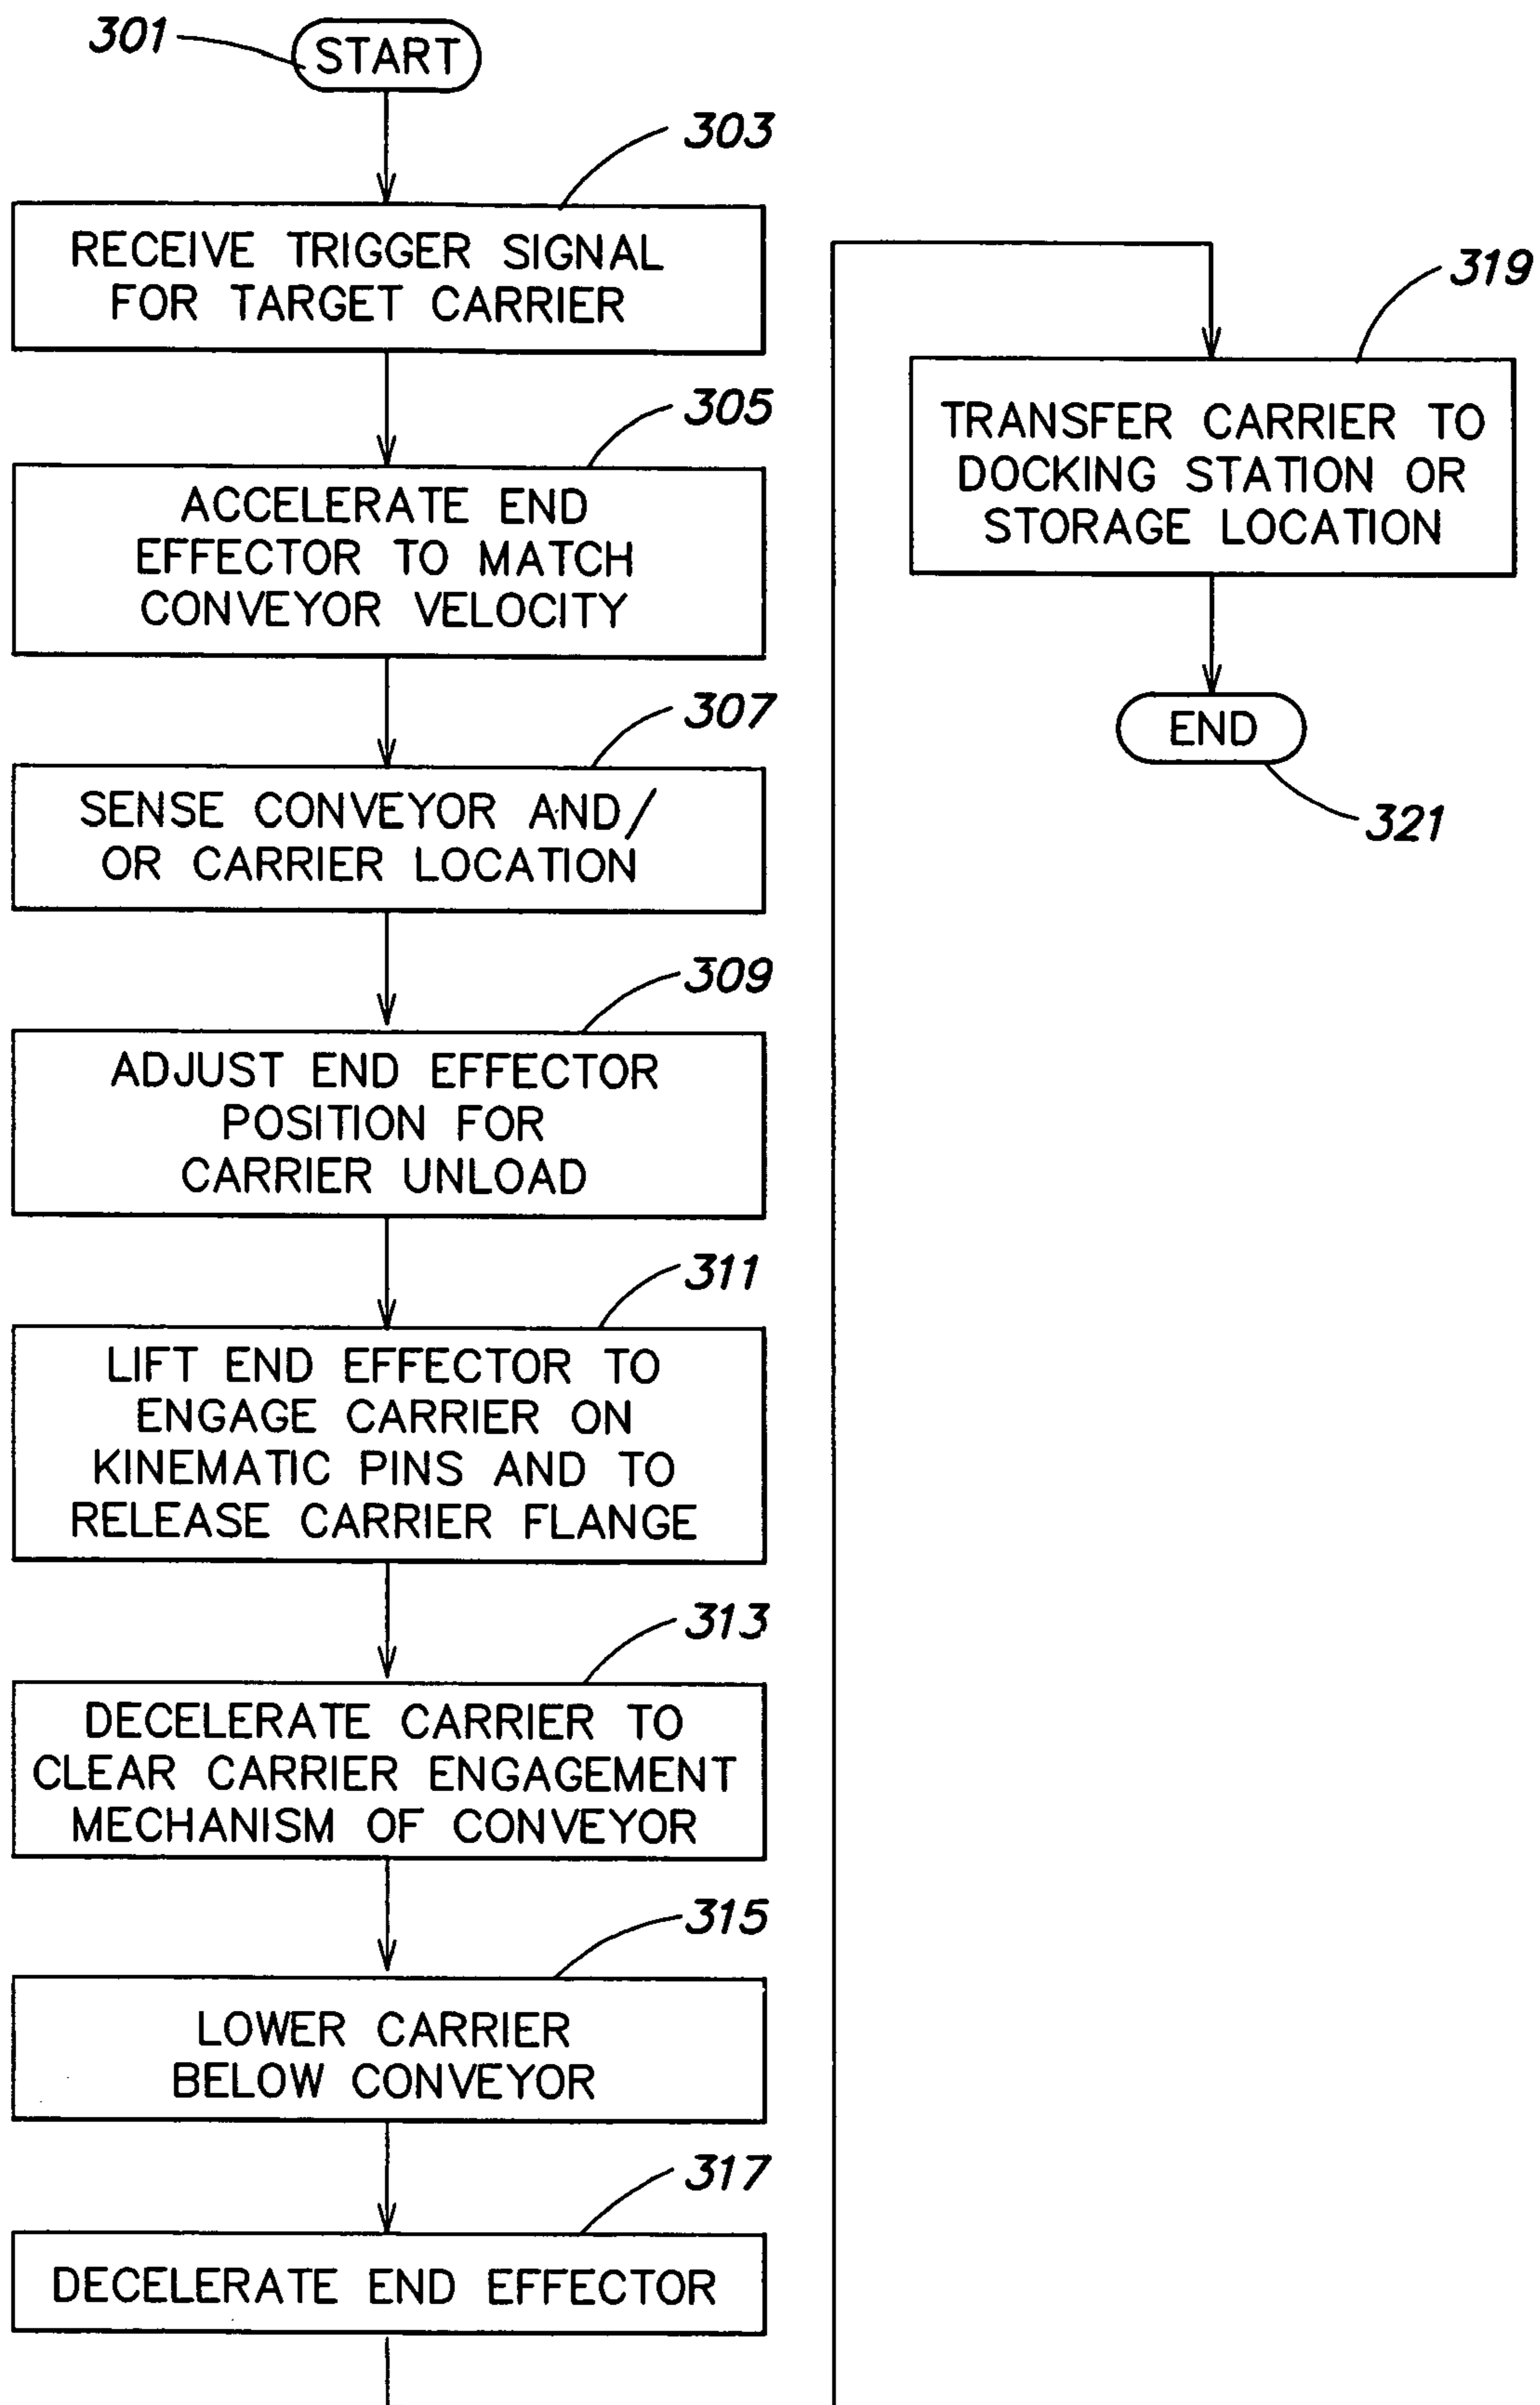 301
START
303
RECEIVE TRIGGER SIGNAL
FOR TARGET CARRIER
305
ACCELERATE END
EFFECTOR TO MATCH
CONVEYOR VELOCITY
307
SENSE CONVEYOR AND/
OR CARRIER LOCATION
309
ADJUST END EFFECTOR
POSITION FOR
CARRIER UNLOAD
311
LIFT END EFFECTOR TO
ENGAGE CARRIER ON
KINEMATIC PINS AND TO
RELEASE CARRIER FLANGE
313
DECELERATE CARRIER TO
CLEAR CARRIER ENGAGEMENT
MECHANISM OF CONVEYOR
315
LOWER CARRIER
BELOW CONVEYOR
317
DECELERATE END EFFECTOR
319
TRANSFER CARRIER TO
DOCKING STATION OR
STORAGE LOCATION
END
321